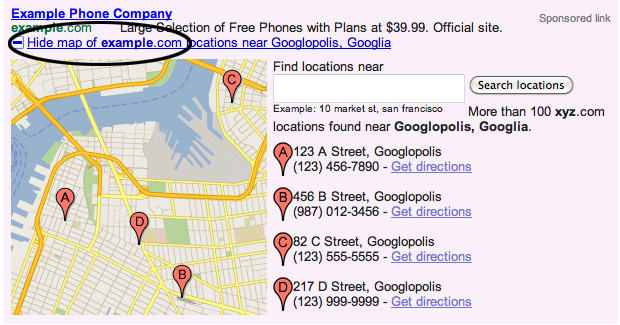 Example Phone Company
Sponsored link
example.com Large Selection of Free Phones with Plans at $39.99. Official site.
Hide map of example.com locations near Googlopolis, Googlia
Find locations near
Search locations
Example: 10 market st, san francisco
More than 100 xyz.com
locations found near Googlopolis, Googlia.
A 123 A Street, Googlopolis
(123) 456-7890 - Get directions
B 456 B Street, Googlopolis
(987) 012-3456 - Get directions
C 82 C Street, Googlopolis
(123) 555-5555 - Get directions
D 217 D Street, Googlopolis
(123) 999-9999 - Get directions
C
A
D
B